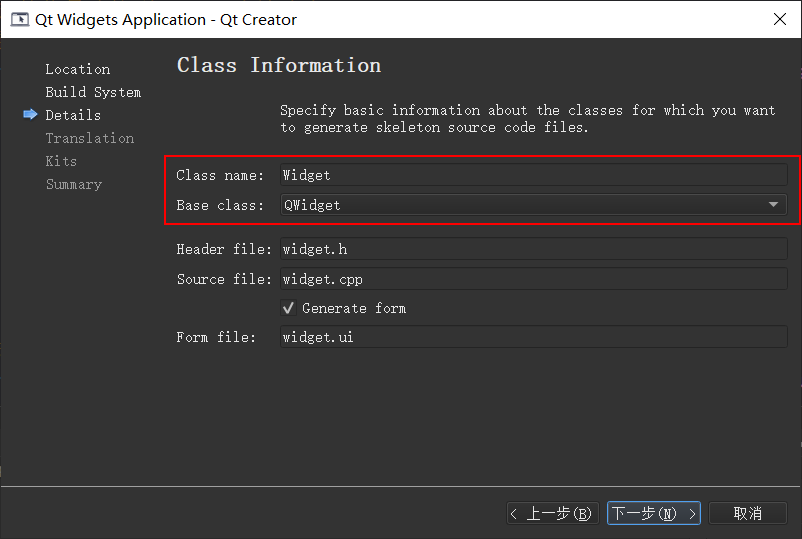 Qt Widgets Application - Qt Creator
Location
Build System
Details
Translation
Kits
Summary
Class Information
Specify basic information about the classes for which you want
to generate skeleton source code files.
Class name: Widget
Base class: QWidget
Header file: widget.h
Source file: widget.cpp
Generate form
Form file: widget.ui
< 上一步(B) 下一步(N) > 取消